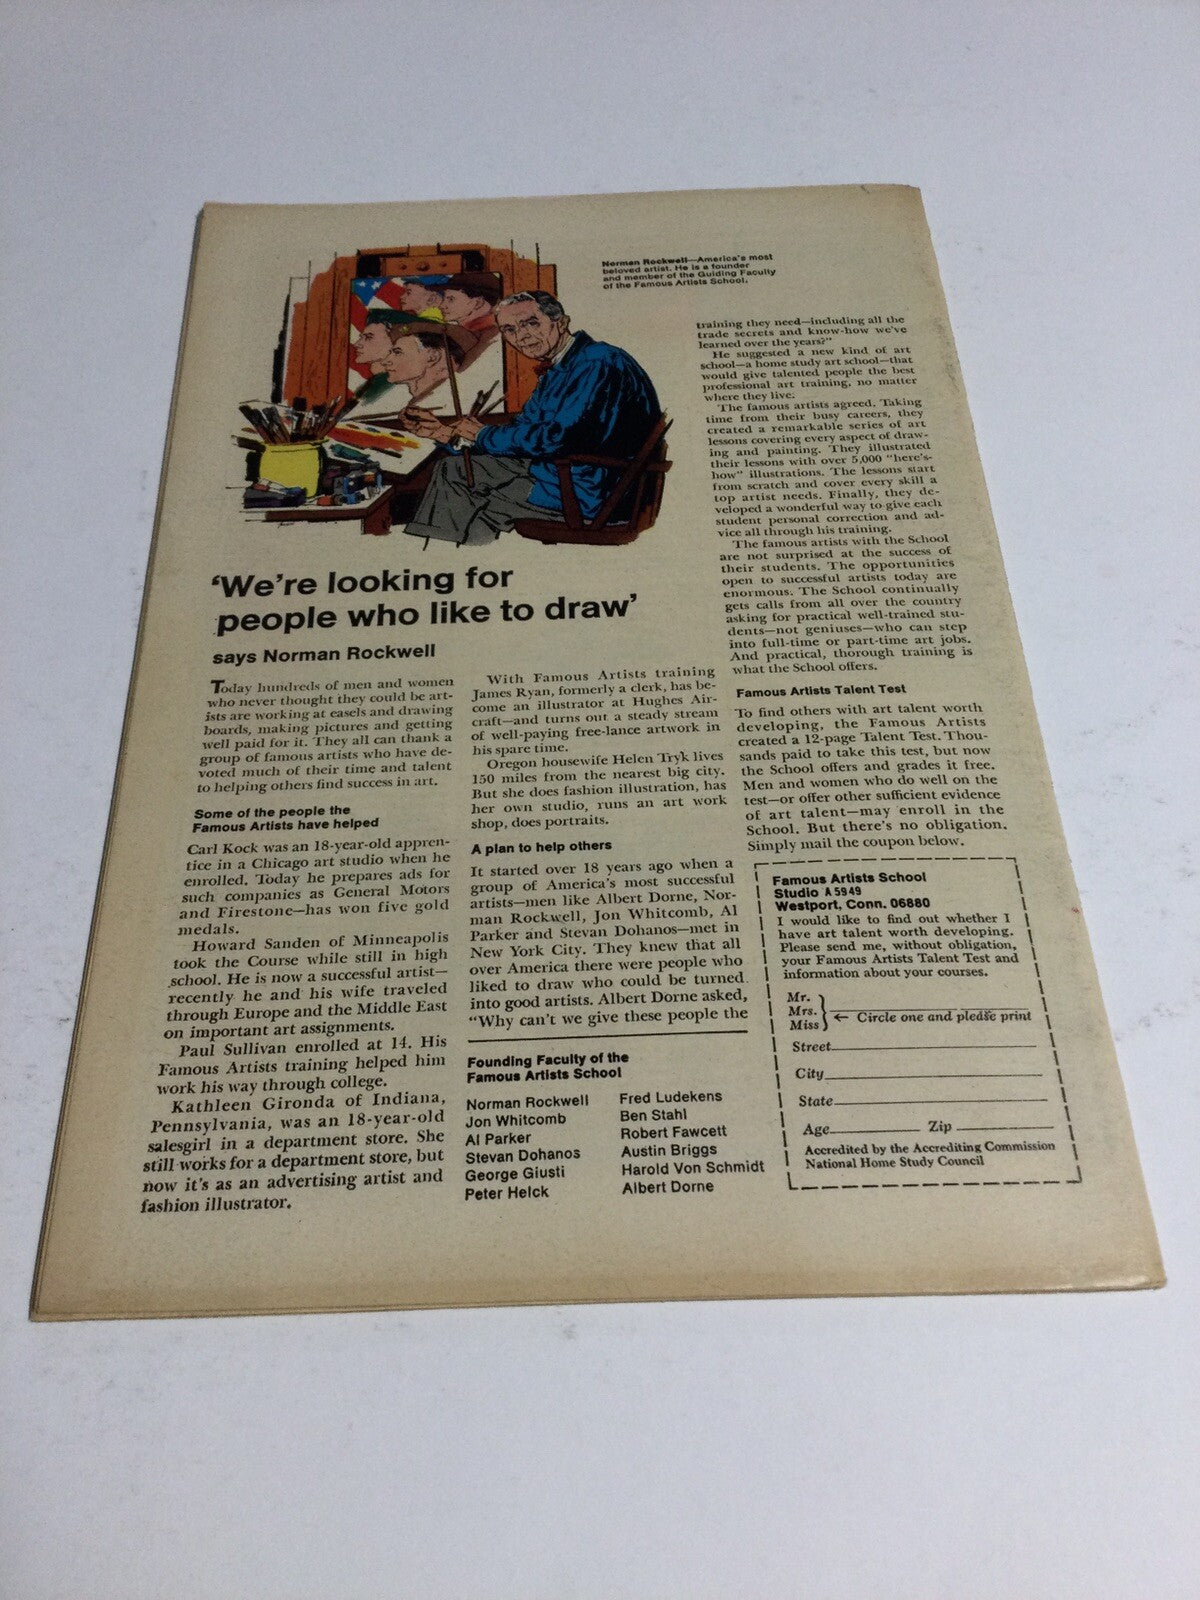 Norman Rockwell—America's most
beloved artist. He is a founder
and member of the Guiding Faculty
of the Famous Artists School.
'We're looking for
people who like to draw'
says Norman Rockwell
Today hundreds of men and women
who never thought they could be art-
ists are working at easels and drawing
boards, making pictures and getting
well paid for it. They all can thank a
group of famous artists who have de-
voted much of their time and talent
to helping others find success in art.
Some of the people the
Famous Artists have helped
Carl Kock was an 18-year-old appren-
tice in a Chicago art studio when he
enrolled. Today he prepares ads for
such companies as General Motors
and Firestone—has won five gold
medals.
Howard Sanden of Minneapolis
took the Course while still in high
school. He is now a successful artist—
recently he and his wife traveled
through Europe and the Middle East
on important art assignments.
Paul Sullivan enrolled at 14. His
Famous Artists training helped him
work his way through college.
Kathleen Gironda of Indiana,
Pennsylvania, was an 18-year-old
salesgirl in a department store. She
still works for a department store, but
now it's as an advertising artist and
fashion illustrator.
With Famous Artists training
James Ryan, formerly a clerk, has be-
come an illustrator at Hughes Air-
craft—and turns out a steady stream
of well-paying free-lance artwork in
his spare time.
Oregon housewife Helen Tryk lives
150 miles from the nearest big city.
But she does fashion illustration, has
her own studio, runs an art work
shop, does portraits.
A plan to help others
It started over 18 years ago when a
group of America's most successful
artists—men like Albert Dorne, Nor-
man Rockwell, Jon Whitcomb, Al
Parker and Stevan Dohanos—met in
New York City. They knew that all
over America there were people who
liked to draw who could be turned
into good artists. Albert Dorne asked,
"Why can't we give these people the
Founding Faculty of the
Famous Artists School
Norman Rockwell
Jon Whitcomb
Al Parker
Stevan Dohanos
George Giusti
Peter Helck
Fred Ludekens
Ben Stahl
Robert Fawcett
Austin Briggs
Harold Von Schmidt
Albert Dorne
training they need—including all the
trade secrets and know-how we've
learned over the years?"
He suggested a new kind of art
school—a home study art school—that
would give talented people the best
professional art training, no matter
where they live.
The famous artists agreed. Taking
time from their busy careers, they
created a remarkable series of art
lessons covering every aspect of draw-
ing and painting. They illustrated
their lessons with over 5,000 "here's-
how" illustrations. The lessons start
from scratch and cover every skill a
top artist needs. Finally, they de-
veloped a wonderful way to give each
student personal correction and ad-
vice all through his training.
The famous artists with the School
are not surprised at the success of
their students. The opportunities
open to successful artists today are
enormous. The School continually
gets calls from all over the country
asking for practical well-trained stu-
dents—not geniuses—who can step
into full-time or part-time art jobs.
And practical, thorough training is
what the School offers.
Famous Artists Talent Test
To find others with art talent worth
developing, the Famous Artists
created a 12-page Talent Test. Thou-
sands paid to take this test, but now
the School offers and grades it free.
Men and women who do well on the
test—or offer other sufficient evidence
of art talent—may enroll in the
School. But there's no obligation.
Simply mail the coupon below.
Famous Artists School
Studio A 5949
Westport, Conn. 06880
I would like to find out whether I
have art talent worth developing.
Please send me, without obligation,
your Famous Artists Talent Test and
information about your courses.
Mr.
Mrs.
Miss ← Circle one and please print
Street
City
State
Age Zip
Accredited by the Accrediting Commission
National Home Study Council